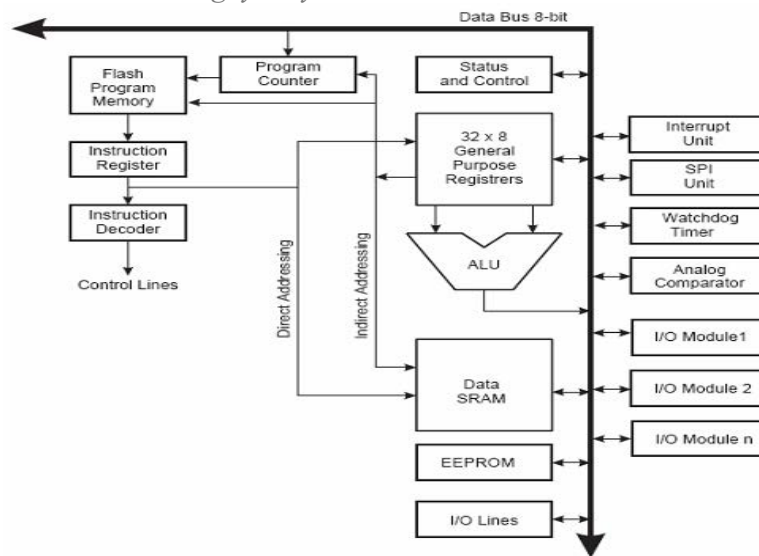 Data Bus 8-bit
Flash
Program
Memory
Program
Counter
Status
and Control
Instruction
Register
32 x 8
General
Purpose
Registrers
Interrupt
Unit
SPI
Unit
Instruction
Decoder
Watchdog
Timer
Control Lines
Direct Addressing
Indirect Addressing
ALU
Analog
Comparator
I/O Module1
Data
SRAM
I/O Module 2
I/O Module n
EEPROM
I/O Lines